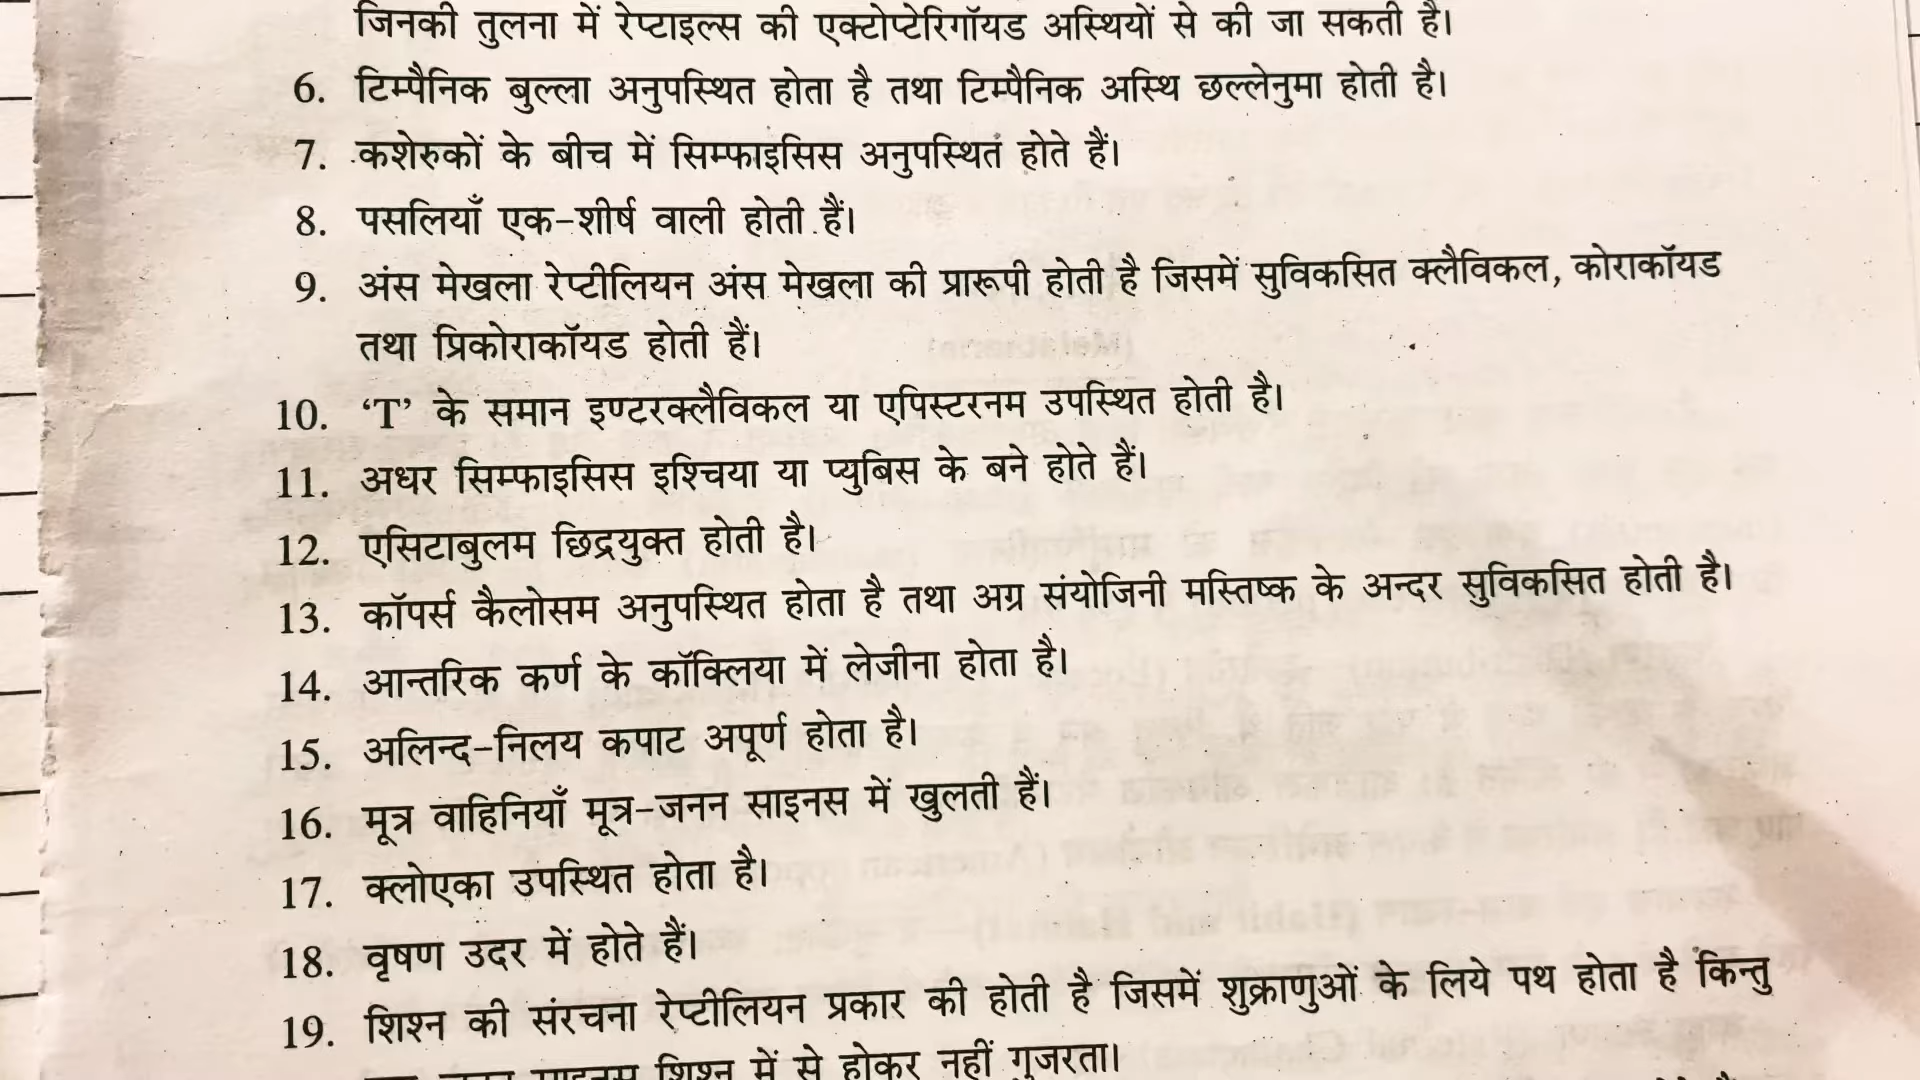 जिनकी तुलना में रेप्टाइल्स की एक्टोप्टेरिगॉयड अस्थियों से की जा सकती है।
6. टिम्पैनिक बुल्ला अनुपस्थित होता है तथा टिम्पैनिक अस्थि छल्लेनुमा होती है।
7. कशेरुकों के बीच में सिम्फाइसिस अनुपस्थित होते हैं।
8. पसलियाँ एक-शीर्ष वाली होती हैं।
9. अंस मेखला रेप्टीलियन अंस मेखला की प्रारूपी होती है जिसमें सुविकसित क्लैविकल, कोराकॉयड
तथा प्रिकोराकॉयड होती हैं।
10. ‘T’ के समान इण्टरक्लैविकल या एपिस्टरनम उपस्थित होती है।
11. अधर सिम्फाइसिस इश्चिया या प्युबिस के बने होते हैं।
12. एसिटाबुलम छिद्रयुक्त होती है।
13. कॉपर्स कैलोसम अनुपस्थित होता है तथा अग्र संयोजिनी मस्तिष्क के अन्दर सुविकसित होती है।
14. आन्तरिक कर्ण के कॉक्लिया में लेजीना होता है।
15. अलिन्द-निलय कपाट अपूर्ण होता है।
16. मूत्र वाहिनियाँ मूत्र-जनन साइनस में खुलती हैं।
17. क्लोएका उपस्थित होता है।
18. वृषण उदर में होते हैं।
19. शिश्न की संरचना रेप्टीलियन प्रकार की होती है जिसमें शुक्राणुओं के लिये पथ होता है किन्तु
शिश्न में से होकर नहीं गुजरता।